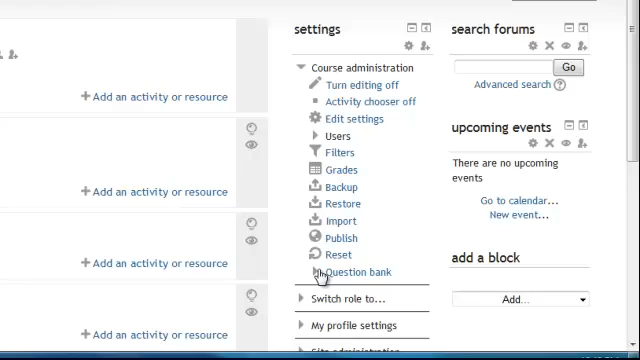 Add an activity or resource
Add an activity or resource
Add an activity or resource
Add an activity or resource
settings
Course administration
Turn editing off
Activity chooser off
Edit settings
Users
Filters
Grades
Backup
Restore
Import
Publish
Reset
Question bank
Switch role to...
My profile settings
Site administration
search forums
Go
Advanced search ?
upcoming events
There are no upcoming
events
Go to calendar...
New event...
add a block
Add...